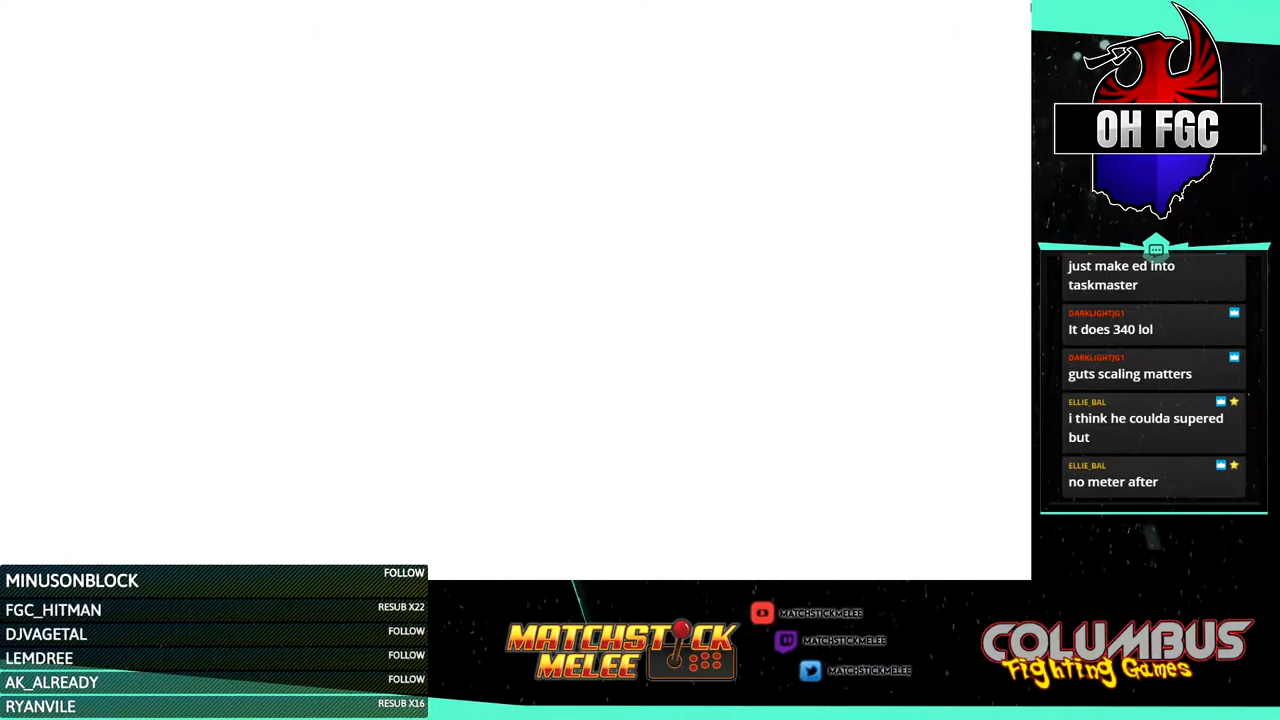 OH FGC
just make ed into
taskmaster
DARKLIGHTJG1
It does 340 lol
DARKLIGHTJG1
guts scaling matters
ELLIE_BAL
i think he coulda supered
but
ELLIE_BAL
no meter after
MINUSONBLOCK FOLLOW
FGC_HITMAN RESUB X22
DJVAGETAL FOLLOW
LEMDREE FOLLOW
AK_ALREADY FOLLOW
RYANVILE RESUB X16
MATCHSTICK
MELEE
MATCHSTICKMELEE
MATCHSTICKMELEE
MATCHSTICKMELEE
COLUMBUS
Fighting Games